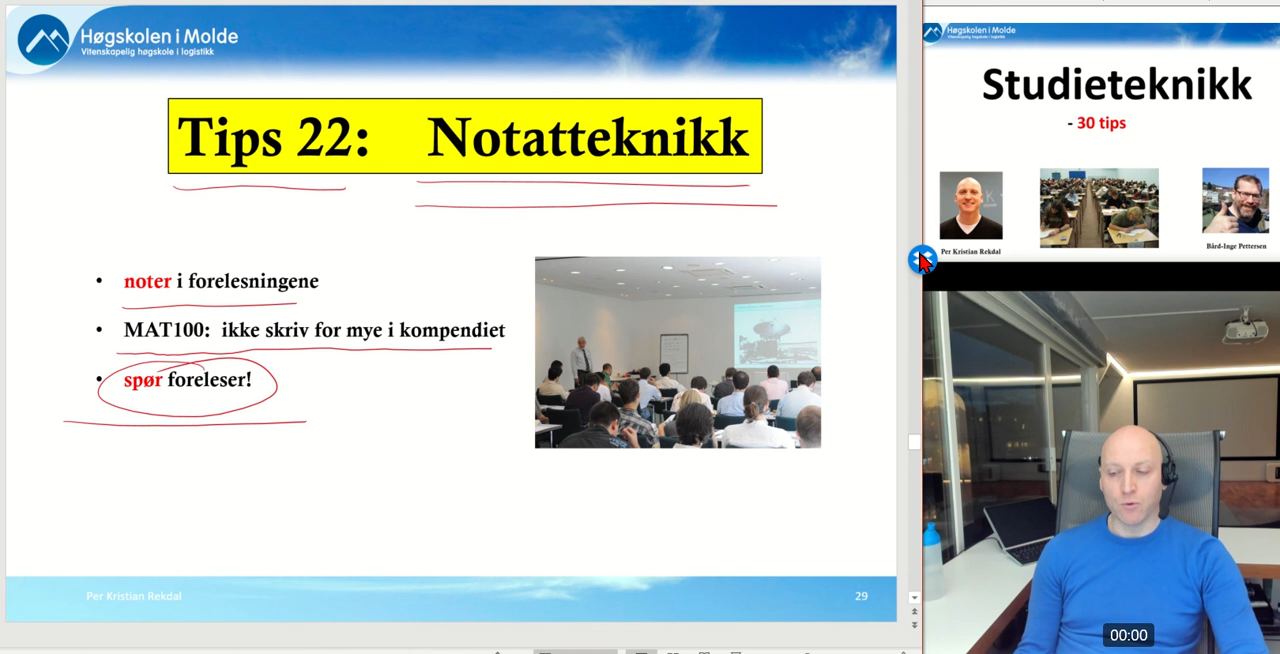 Høgskolen i Molde
Vitenskapelig høgskole i logistikk
Tips 22: Notatteknikk
• noter i forelesningene
• MAT100: ikke skriv for mye i kompendiet
• spør foreleser!
Per Kristian Rekdal
29
Høgskolen i Molde
Vitenskapelig høgskole i logistikk
Studieteknikk
- 30 tips
Per Kristian Rekdal
Bård-Inge Pettersen
00:00